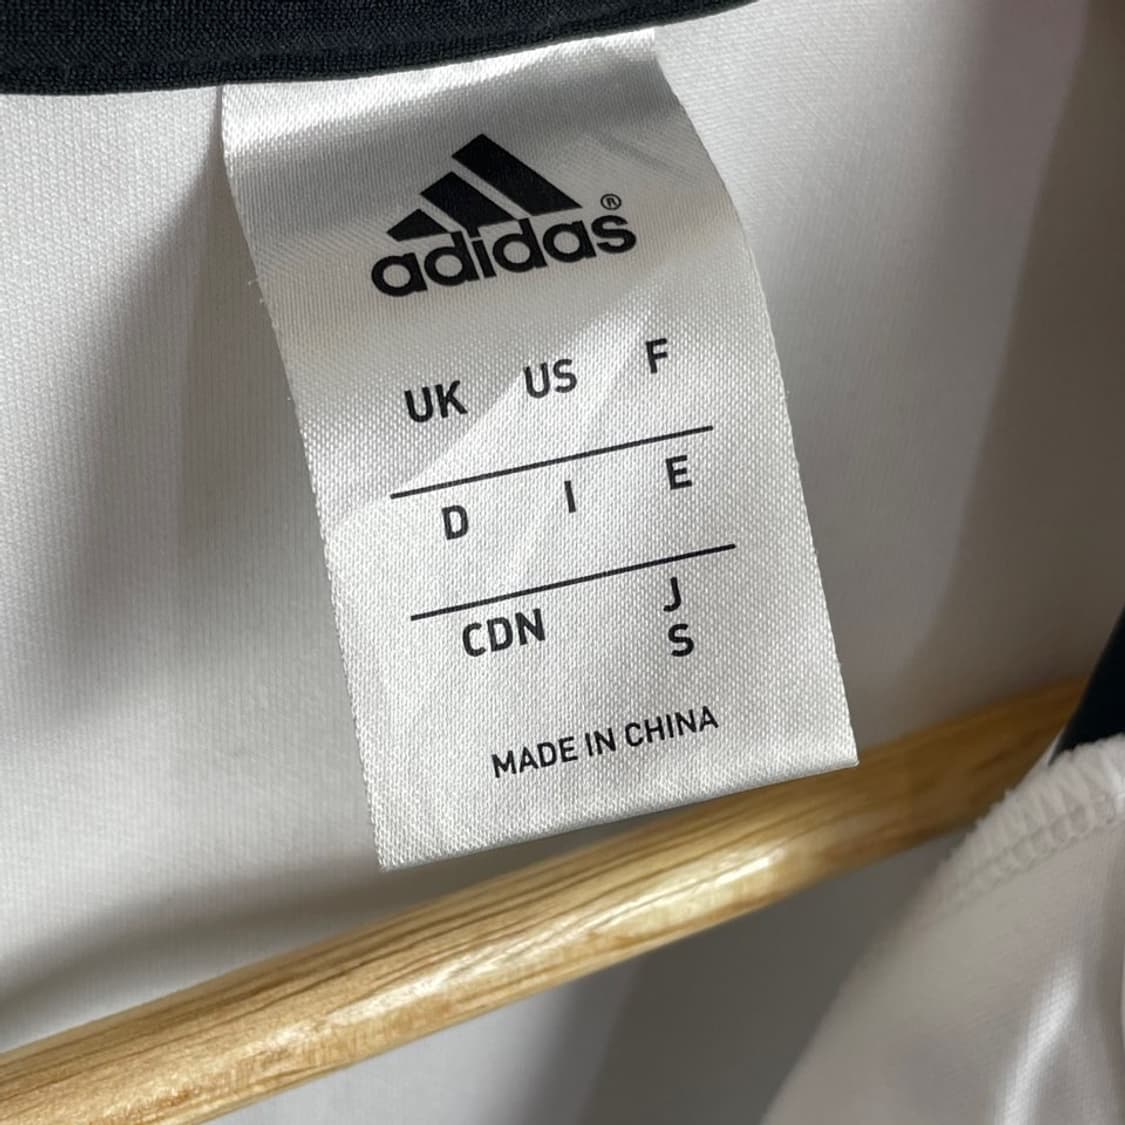 adidas®
UK US F
D I E
CDN J
S
MADE IN CHINA